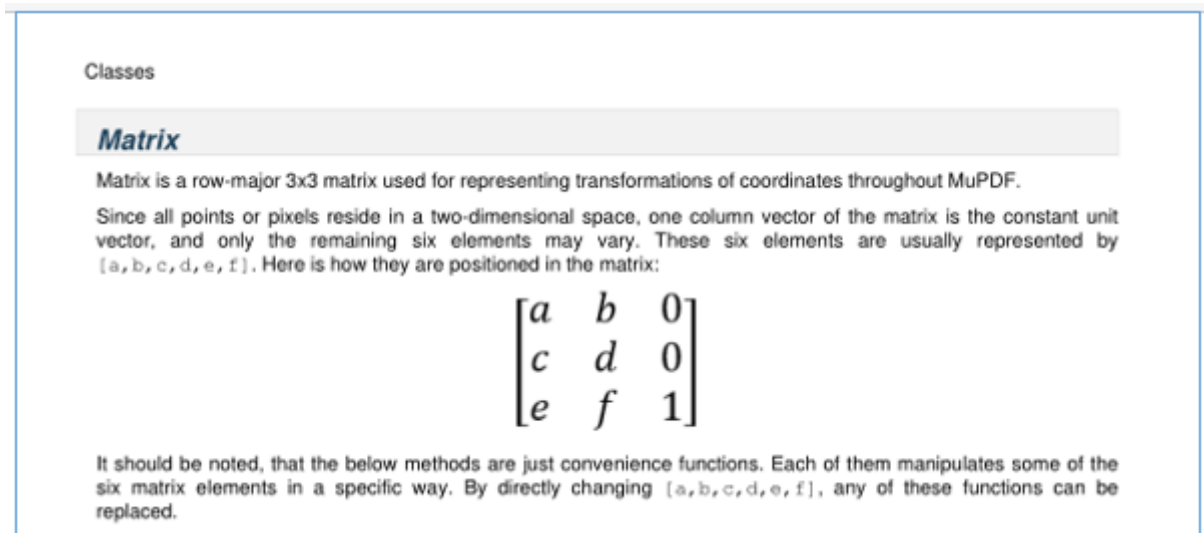 Classes
Matrix
Matrix is a row-major 3x3 matrix used for representing transformations of coordinates throughout MuPDF.
Since all points or pixels reside in a two-dimensional space, one column vector of the matrix is the constant unit
vector, and only the remaining six elements may vary. These six elements are usually represented by
[a,b,c,d,e,f]. Here is how they are positioned in the matrix:
a b 0
c d 0
e f 1
It should be noted, that the below methods are just convenience functions. Each of them manipulates some of the
six matrix elements in a specific way. By directly changing [a,b,c,d,e,f], any of these functions can be
replaced.